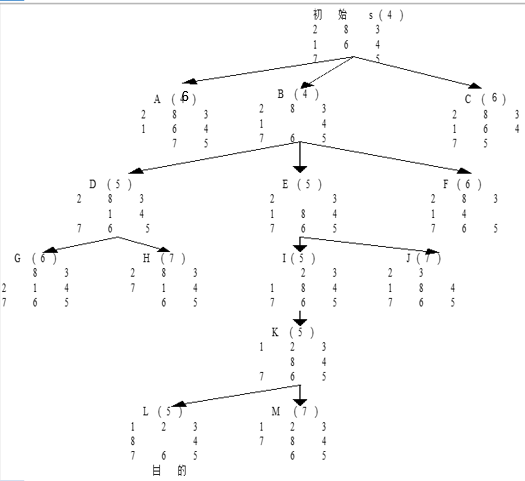 初 始 s(4)
2 8 3
1 6 4
7 5
A (6) B (4) C (6)
2 8 3 2 8 3 2 8 3
1 6 4 1 4 1 6 4
7 5 7 6 5 7 5
D (5) E (5) F (6)
2 8 3 2 3 2 8 3
1 4 1 8 4 1 4
7 6 5 7 6 5 7 6 5
G (6) H (7) I(5) J(7)
8 3 2 8 3 2 3 2 3
2 1 4 7 1 4 1 8 4 1 8 4
7 6 5 6 5 7 6 5 7 6 5
K (5)
1 2 3
8 4
7 6 5
L (5) M (7)
1 2 3 1 2 3
8 4 7 8 4
7 6 5 6 5
目 的